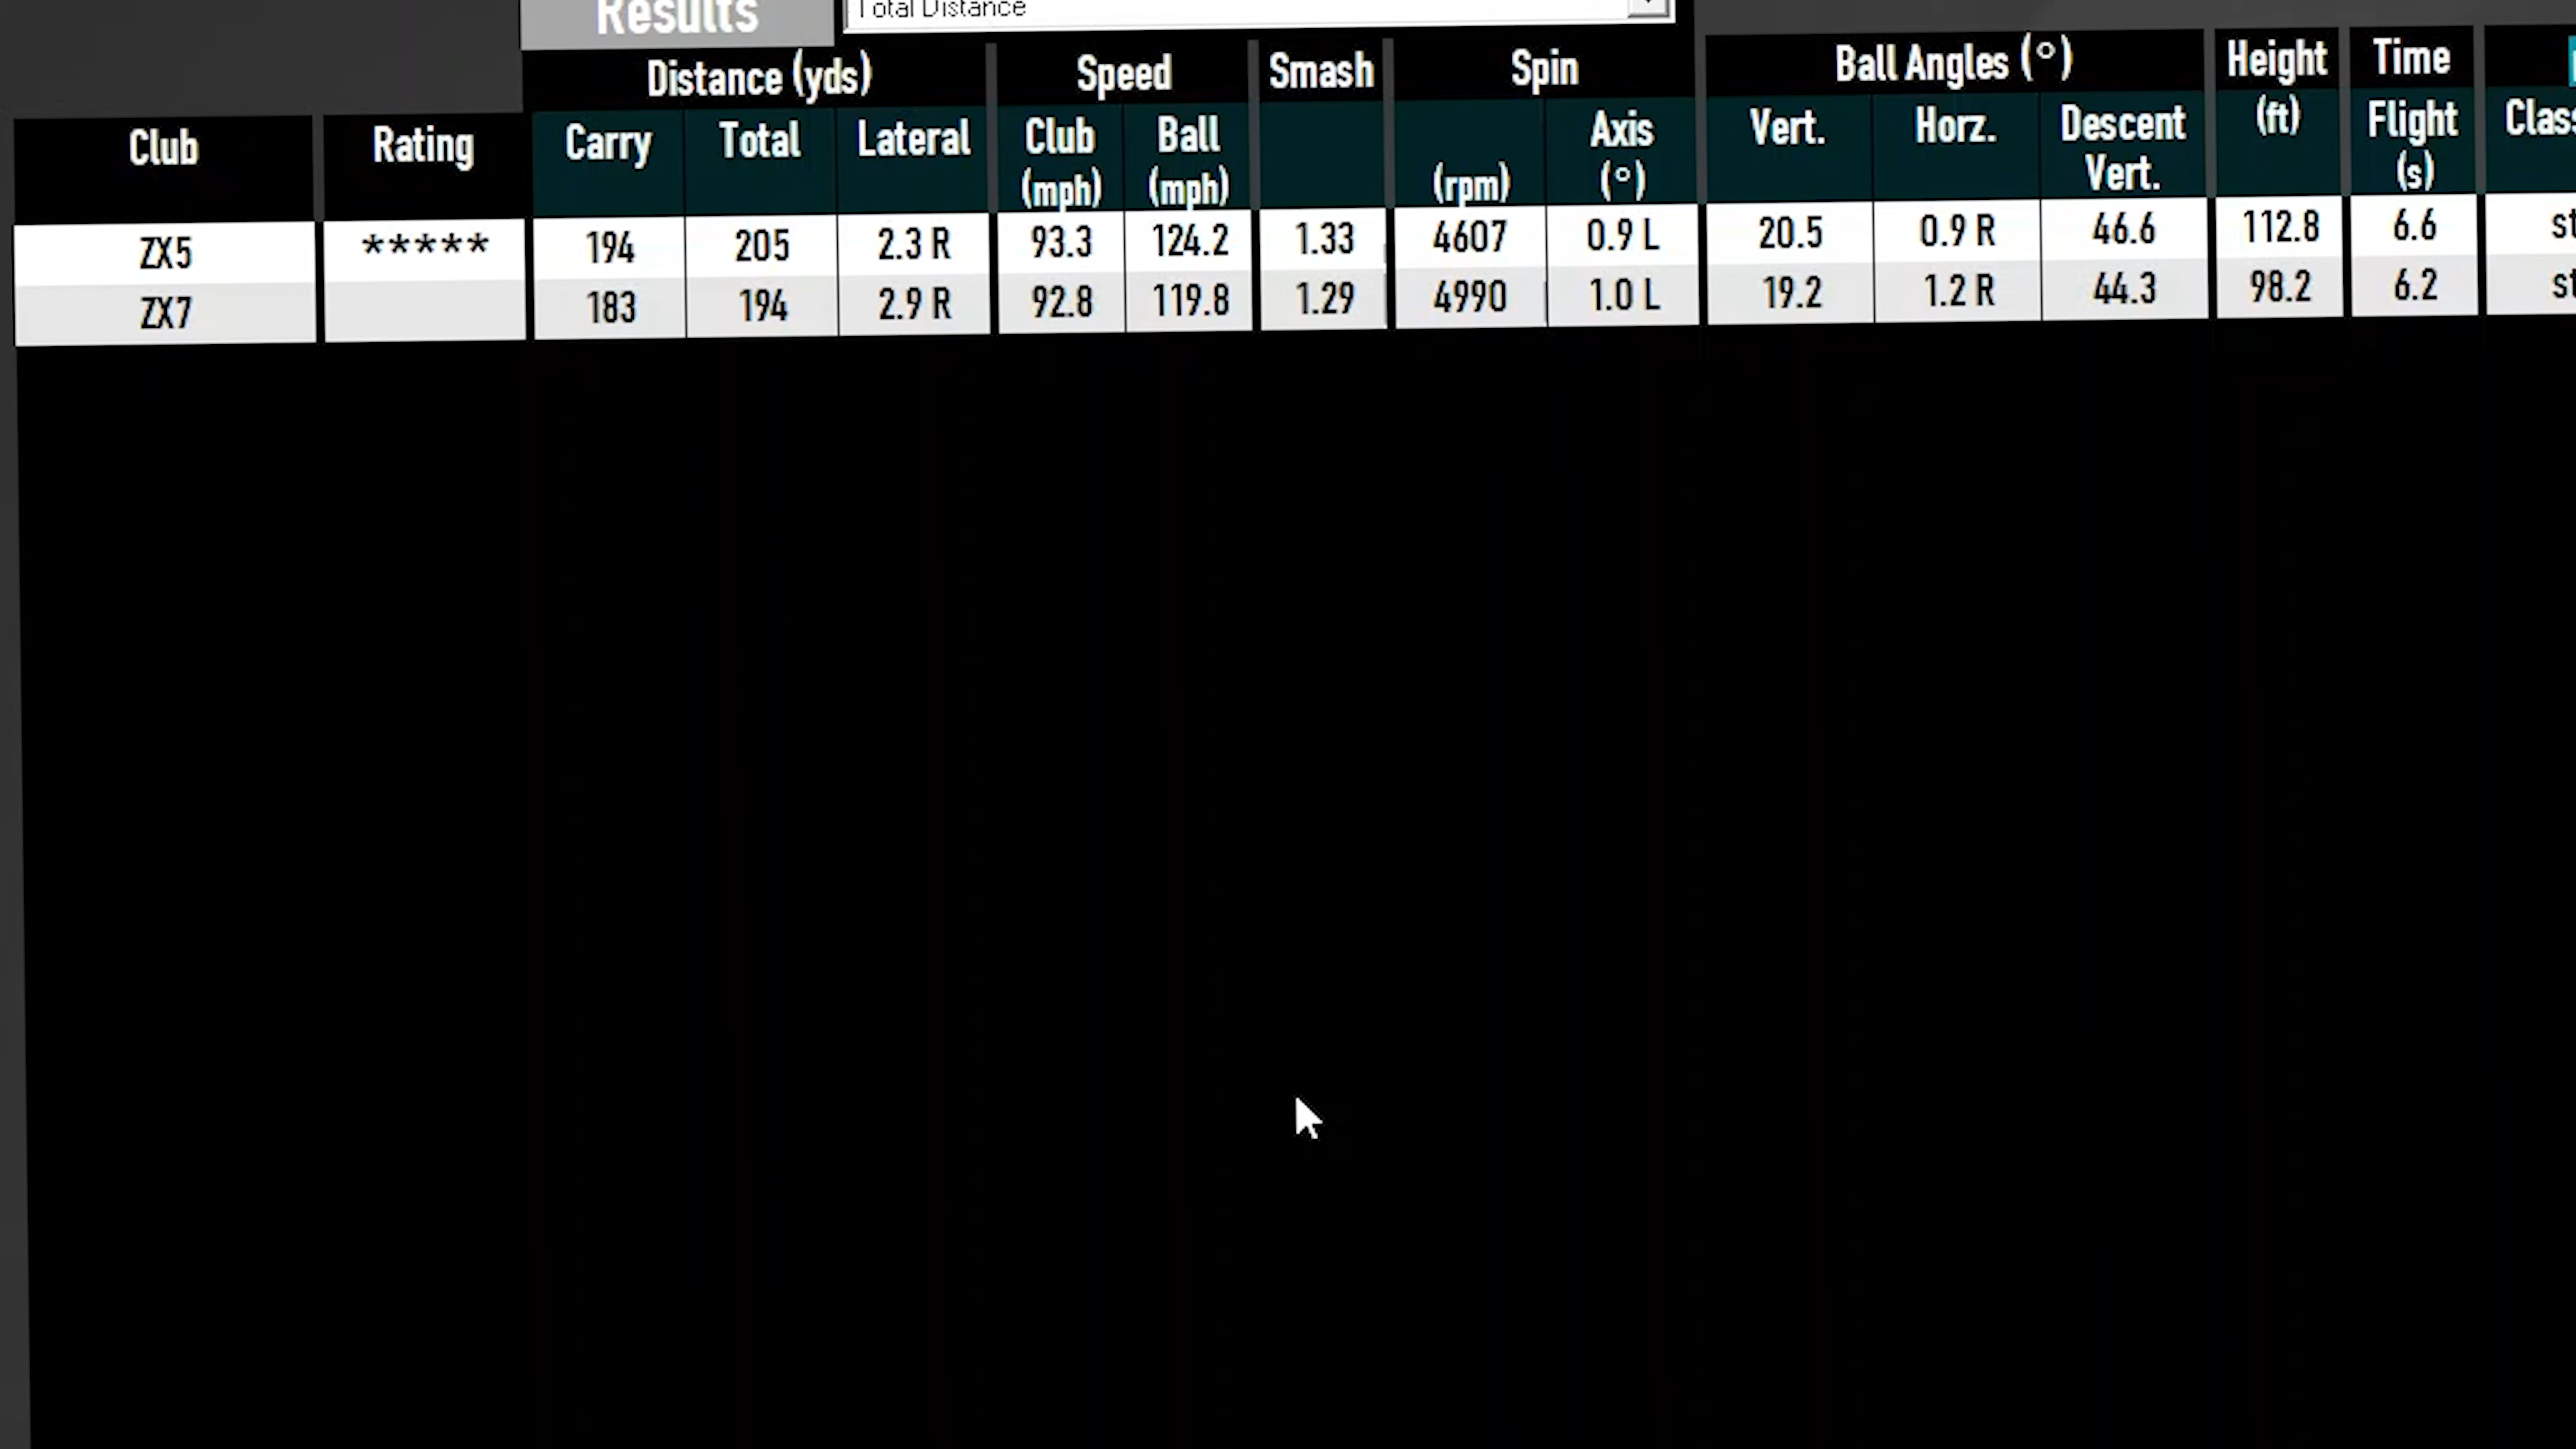 Results
Total Distance
Distance (yds) Speed Smash Spin Ball Angles (°) Height Time
Club Rating Carry Total Lateral Club Ball Axis Vert. Horz. Descent (ft) Flight
(mph) (mph) (rpm) (°) Vert. (s)
ZX5 ***** 194 205 2.3 R 93.3 124.2 1.33 4607 0.9 L 20.5 0.9 R 46.6 112.8 6.6
ZX7 183 194 2.9 R 92.8 119.8 1.29 4990 1.0 L 19.2 1.2 R 44.3 98.2 6.2